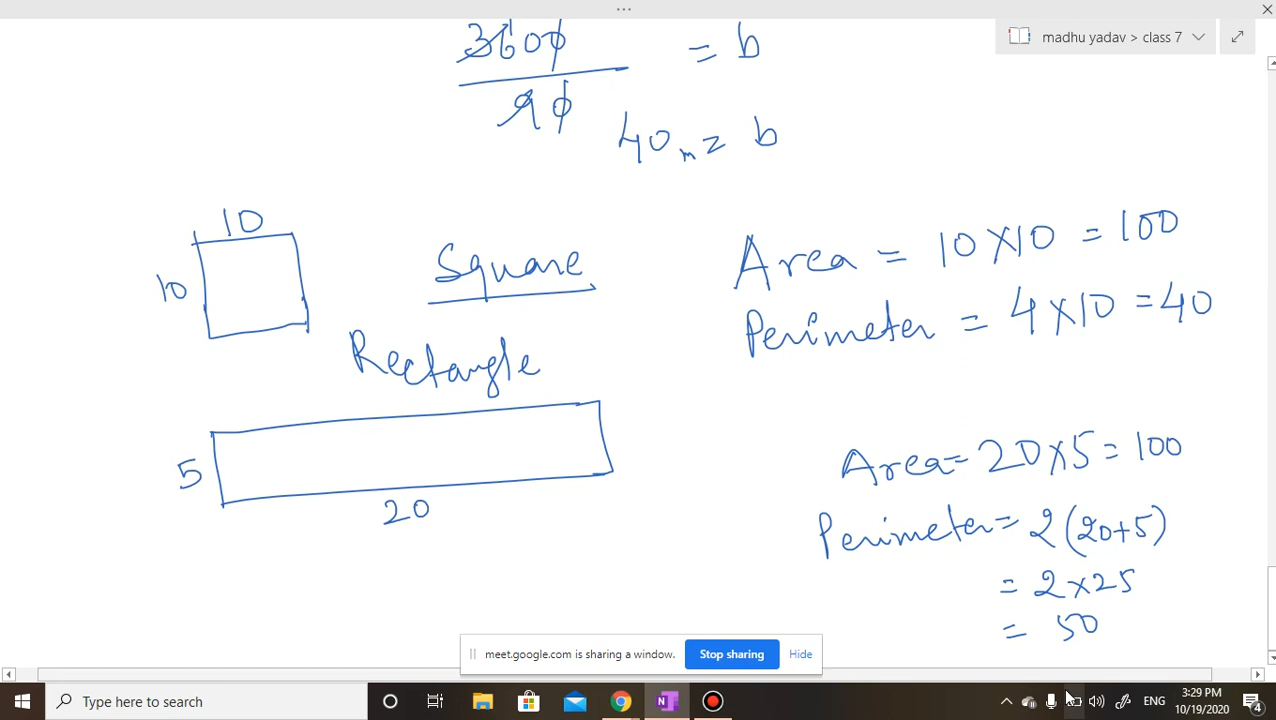 madhu yadav > class 7
3600 = b
90
40m = b
10
10
Square
Area = 10 × 10 = 100
Perimeter = 4 × 10 = 40
Rectangle
5
20
Area = 20 × 5 = 100
Perimeter = 2 (20+5)
= 2 × 25
= 50
meet.google.com is sharing a window.
Stop sharing
Hide
Type here to search
ENG
3:29 PM
10/19/2020
4